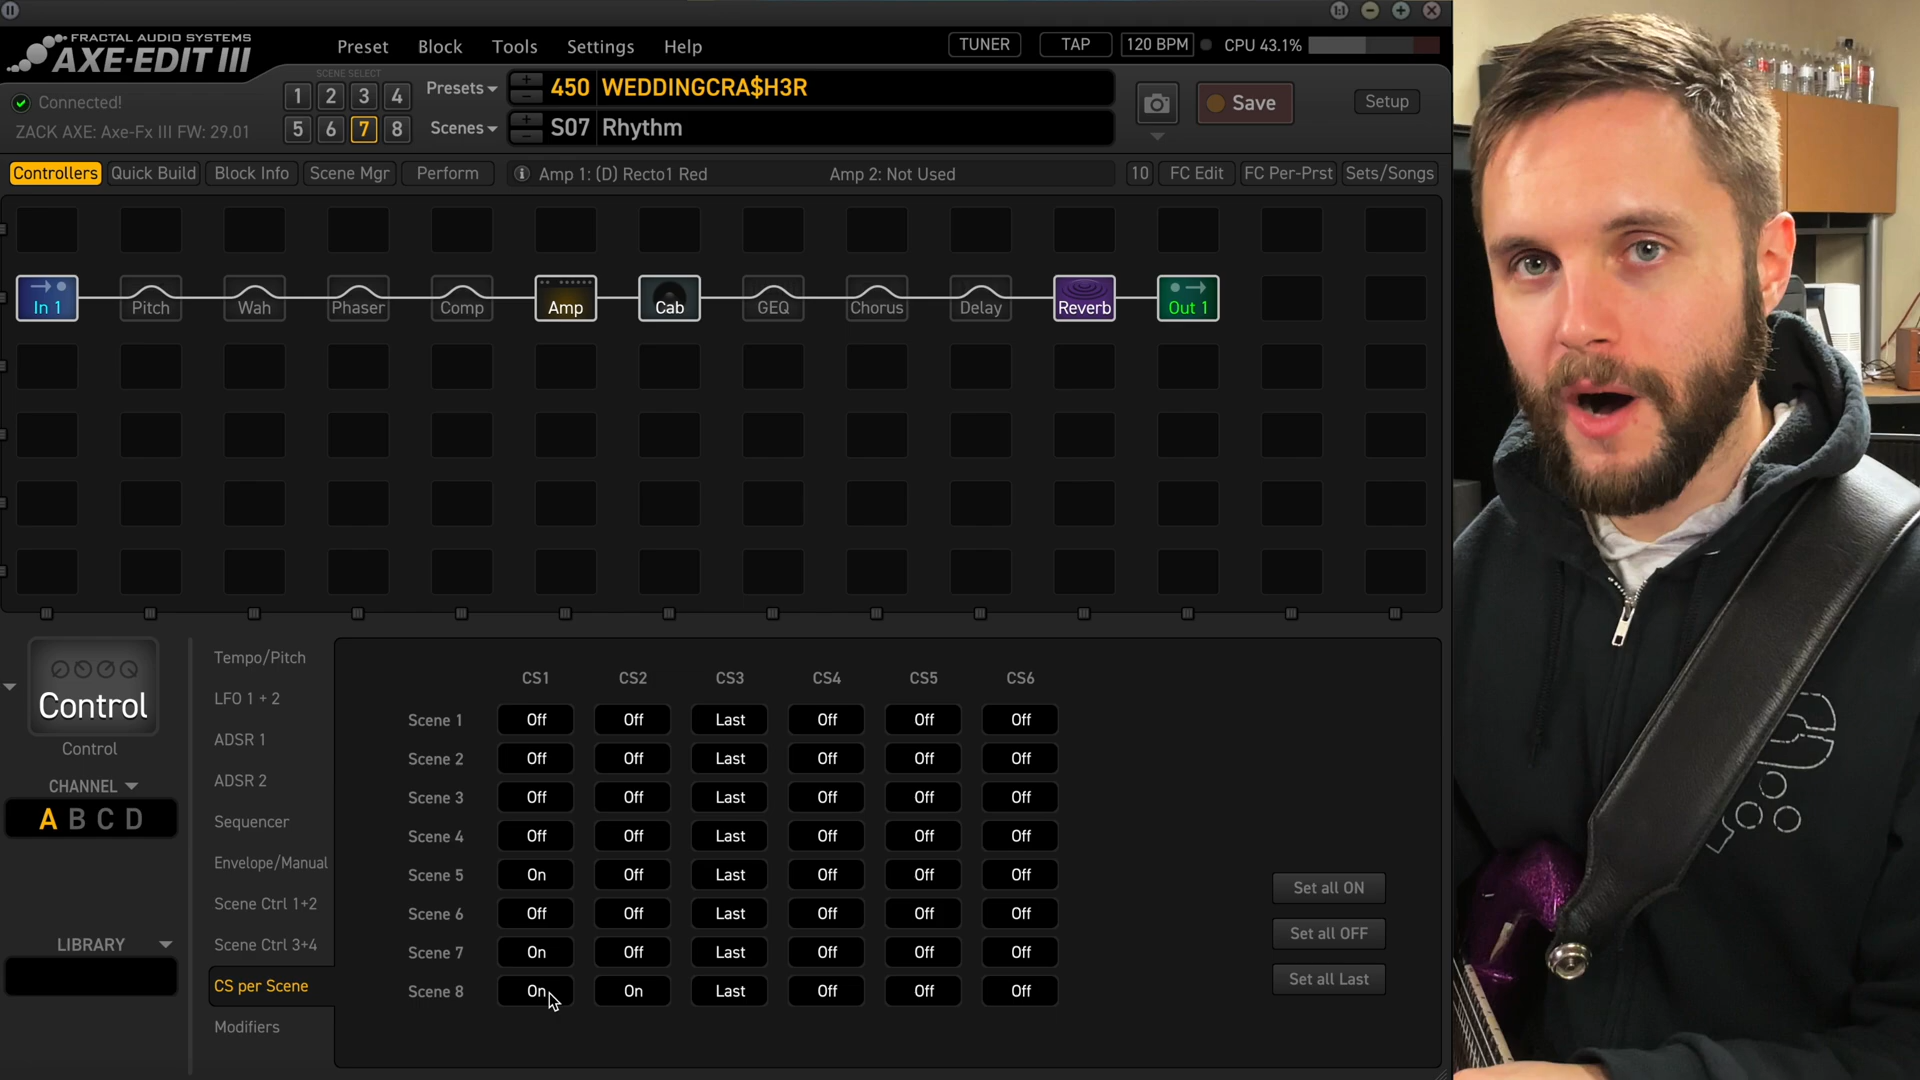 FRACTAL AUDIO SYSTEMS
AXE-EDIT III
Preset Block Tools Settings Help
TUNER TAP 120 BPM CPU 43.1%
1:1
Connected!
ZACK AXE: Axe-Fx III FW: 29.01
SCENE SELECT
1 2 3 4
5 6 7 8
Presets 450 WEDDINGCRA$H3R
Scenes S07 Rhythm
Save
Setup
Controllers Quick Build Block Info Scene Mgr Perform
Amp 1: (D) Recto1 Red Amp 2: Not Used
10 FC Edit FC Per-Prst Sets/Songs
In 1 Pitch Wah Phaser Comp Amp Cab GEQ Chorus Delay Reverb Out 1
Control
Control
CHANNEL
A B C D
LIBRARY
Tempo/Pitch
LFO 1 + 2
ADSR 1
ADSR 2
Sequencer
Envelope/Manual
Scene Ctrl 1+2
Scene Ctrl 3+4
CS per Scene
Modifiers
CS1 CS2 CS3 CS4 CS5 CS6
Scene 1 Off Off Last Off Off Off
Scene 2 Off Off Last Off Off Off
Scene 3 Off Off Last Off Off Off
Scene 4 Off Off Last Off Off Off
Scene 5 On Off Last Off Off Off
Scene 6 Off Off Last Off Off Off
Scene 7 On Off Last Off Off Off
Scene 8 On On Last Off Off Off
Set all ON
Set all OFF
Set all Last